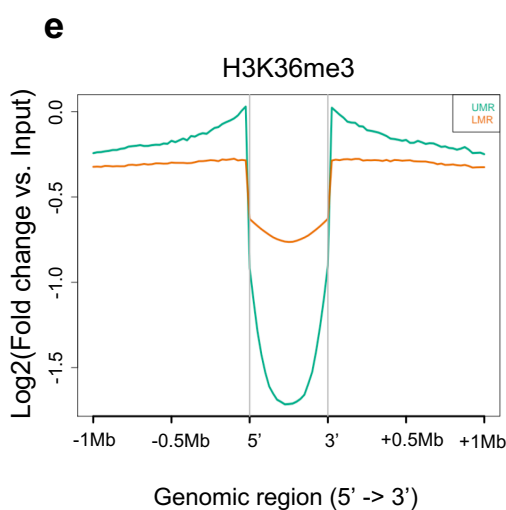 e
H3K36me3
UMR
LMR
Log2(Fold change vs. Input)
0.0
-0.5
-1.0
-1.5
-1Mb -0.5Mb 5' 3' +0.5Mb +1Mb
Genomic region (5' -> 3')